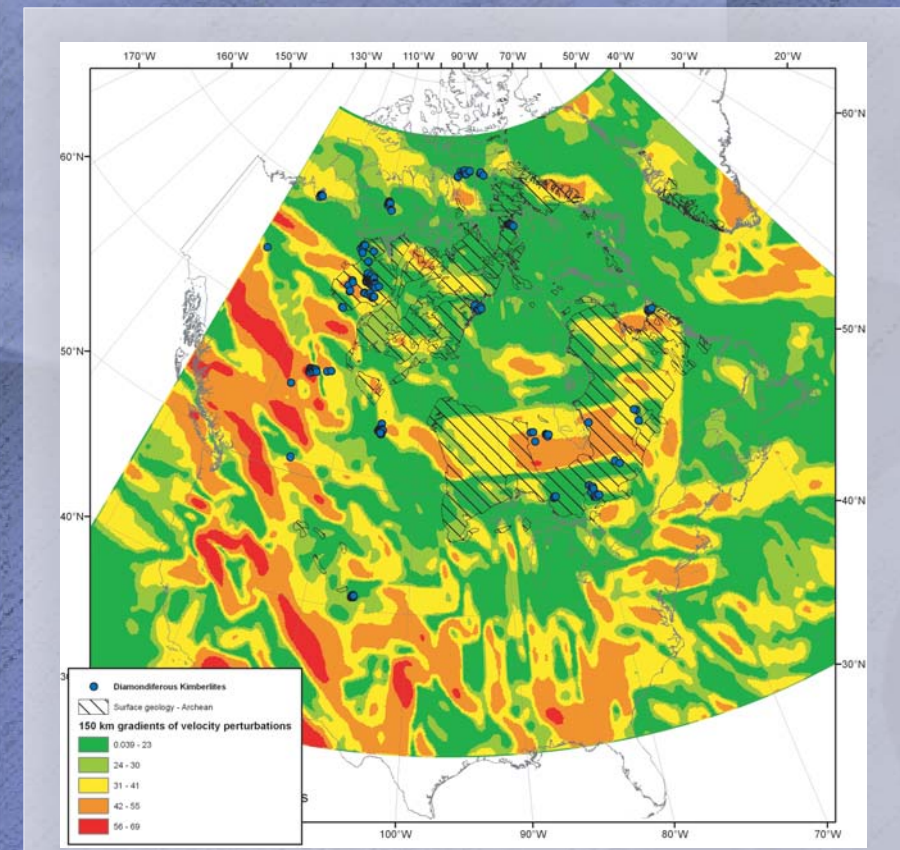 170°W 160°W 150°W 130°W 110°W 90°W 70°W 50°W 40°W 30°W 20°W
60°N
60°N
50°N
50°N
40°N
40°N
30°N
Diamondiferous Kimberlites
Surface geology - Archean
150 km gradients of velocity perturbations
0.039 - 23
24 - 30
31 - 41
42 - 55
56 - 69
100°W 90°W 80°W 70°W